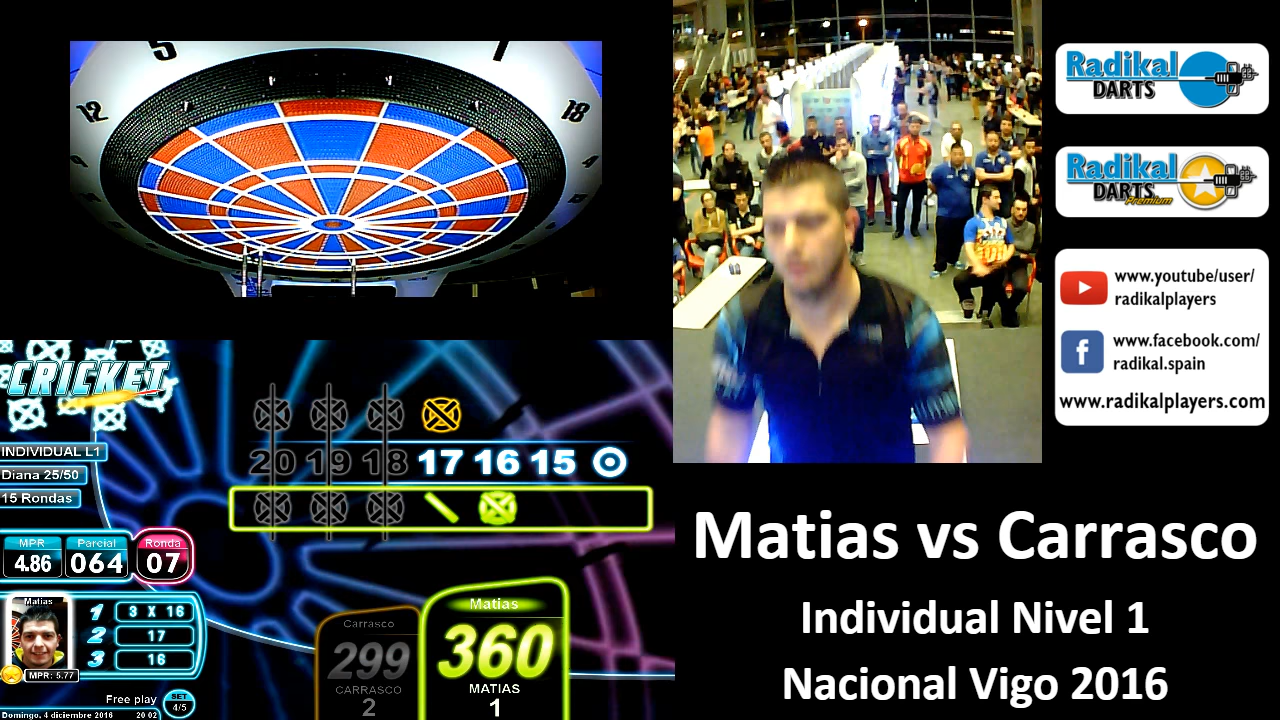 5
1
12
18
4
Radikal
DARTS
Radikal
DARTS
Premium
www.youtube/user/
radikalplayers
f
www.facebook.com/
radikal.spain
www.radikalplayers.com
CRICKET
INDIVIDUAL L1
Diana 25/50
15 Rondas
20 19 18 17 16 15
MPR
4.86
Parcial
064
Ronda
07
Matias
MPR: 5.77
1 3 X 16
2 17
3 16
Free play
SET
4/5
Domingo, 4 diciembre 2016 20 02
Carrasco
299
CARRASCO
2
Matias
360
MATIAS
1
Matias vs Carrasco
Individual Nivel 1
Nacional Vigo 2016